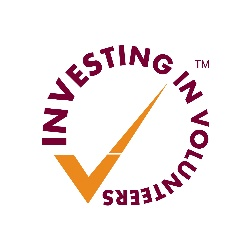 INVESTING IN VOLUNTEERS
TM